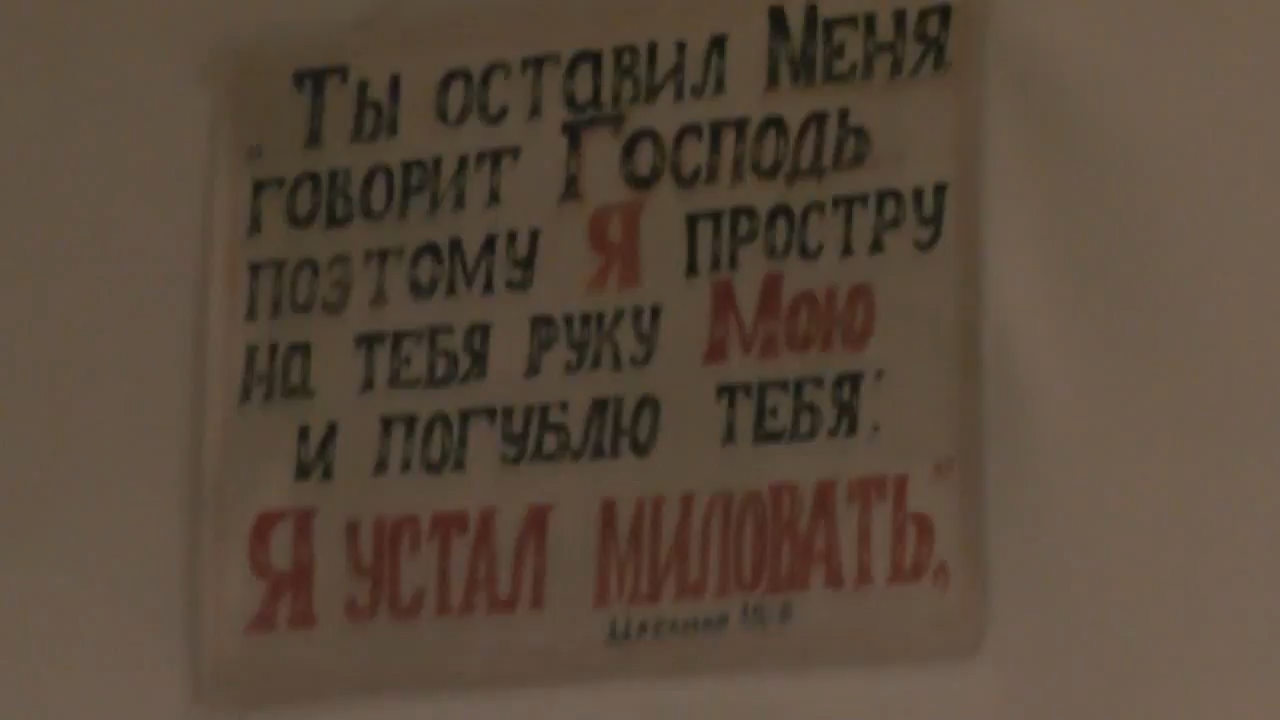 „Ты оставил Меня
говорит Господь
поэтому Я простру
на тебя руку Мою
и погублю тебя:
Я УСТАЛ МИЛОВАТЬ,"